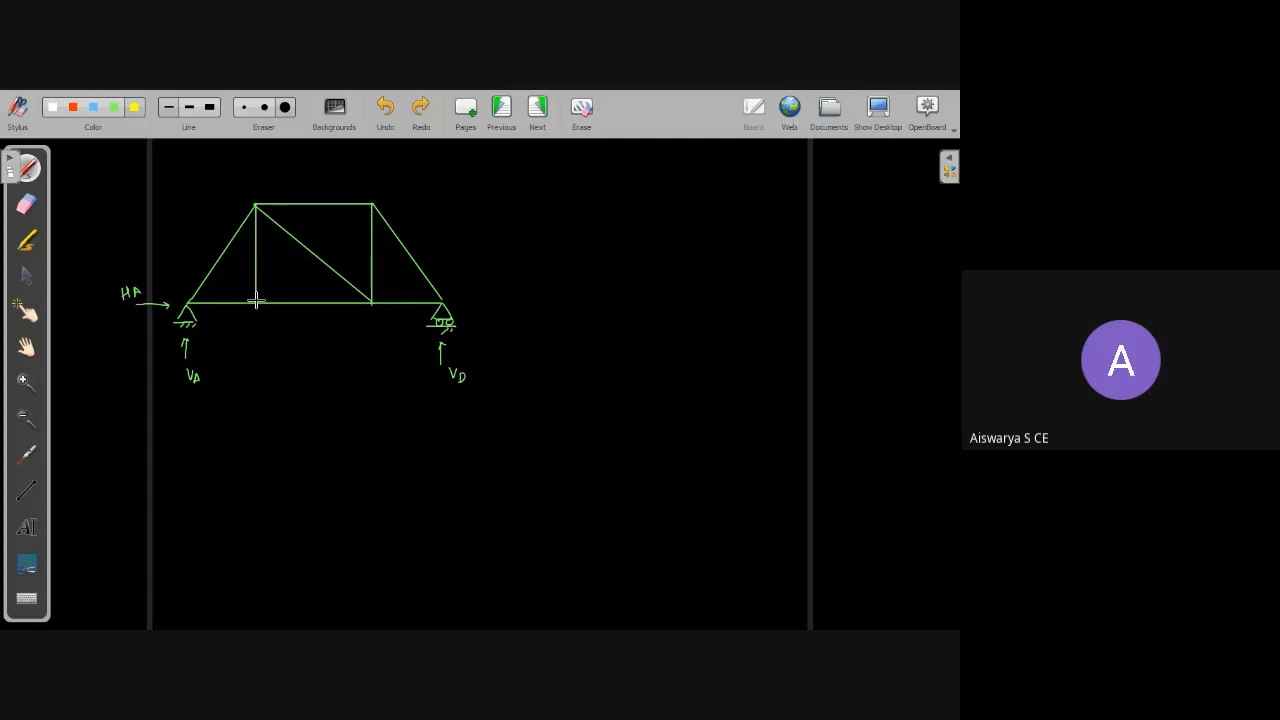 Stylus
Color
Line
Eraser
Backgrounds
Undo
Redo
Pages
Previous
Next
Erase
Board
Web
Documents
Show Desktop
OpenBoard
AI
HA
VA
VD
A
Aiswarya S CE